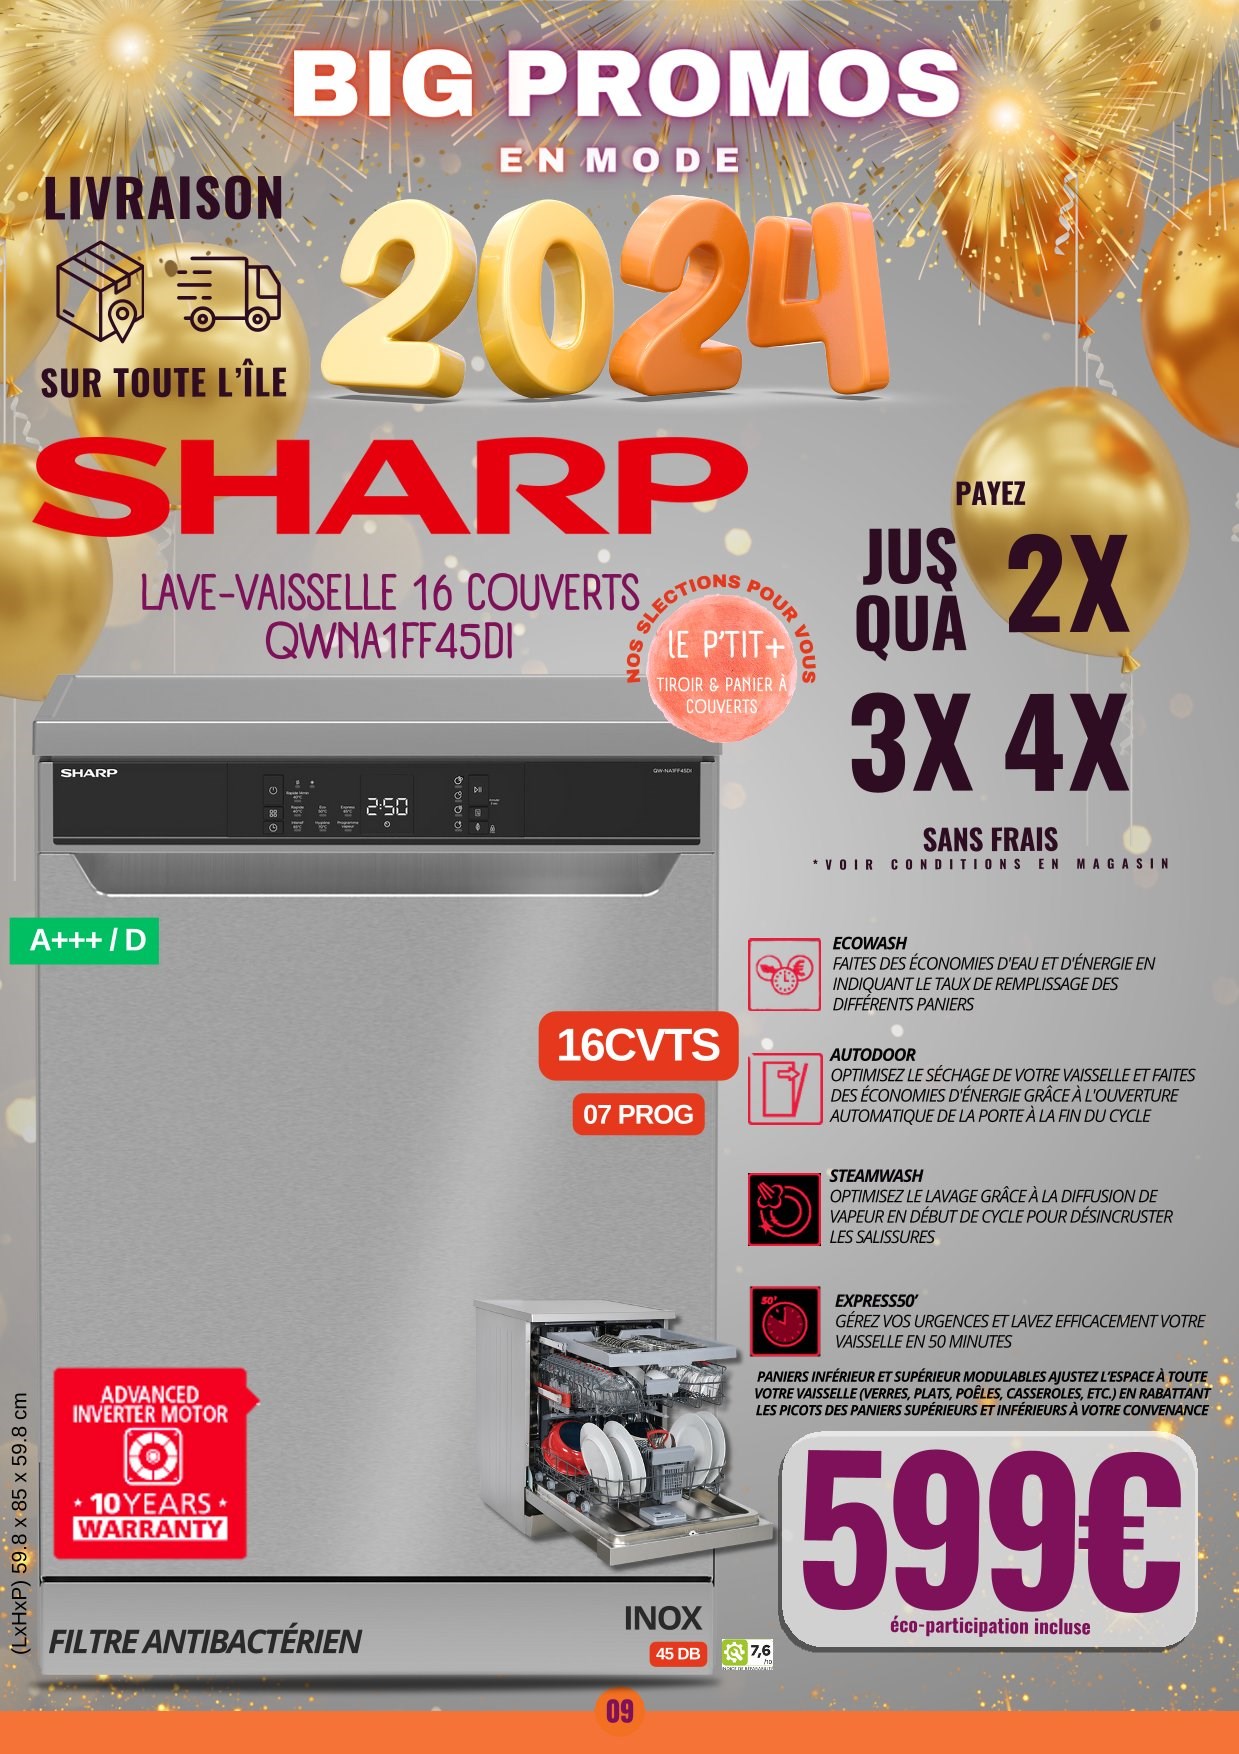 BIG PROMOS
EN MODE
2024
LIVRAISON
SUR TOUTE L'ÎLE
SHARP
LAVE-VAISSELLE 16 COUVERTS
QWNA1FF45DI
NOS SLECTIONS POUR VOUS
lE P'TIT+
TIROIR & PANIER À
COUVERTS
PAYEZ
JUS
QUÀ
2X
3X 4X
SANS FRAIS
*VOIR CONDITIONS EN MAGASIN
SHARP
2:50
QW-NA1FF45DI
A+++ / D
16CVTS
07 PROG
ECOWASH
FAITES DES ÉCONOMIES D'EAU ET D'ÉNERGIE EN
INDIQUANT LE TAUX DE REMPLISSAGE DES
DIFFÉRENTS PANIERS
AUTODOOR
OPTIMISEZ LE SÉCHAGE DE VOTRE VAISSELLE ET FAITES
DES ÉCONOMIES D'ÉNERGIE GRÂCE À L'OUVERTURE
AUTOMATIQUE DE LA PORTE À LA FIN DU CYCLE
STEAMWASH
OPTIMISEZ LE LAVAGE GRÂCE À LA DIFFUSION DE
VAPEUR EN DÉBUT DE CYCLE POUR DÉSINCRUSTER
LES SALISSURES
50'
EXPRESS50'
GÉREZ VOS URGENCES ET LAVEZ EFFICACEMENT VOTRE
VAISSELLE EN 50 MINUTES
PANIERS INFÉRIEUR ET SUPÉRIEUR MODULABLES AJUSTEZ L'ESPACE À TOUTE
VOTRE VAISSELLE (VERRES, PLATS, POÊLES, CASSEROLES, ETC.) EN RABATTANT
LES PICOTS DES PANIERS SUPÉRIEURS ET INFÉRIEURS À VOTRE CONVENANCE
ADVANCED
INVERTER MOTOR
10 YEARS
WARRANTY
(LxHxP) 59.8 x 85 x 59.8 cm
599€
éco-participation incluse
FILTRE ANTIBACTÉRIEN
INOX
45 DB
7,6
/10
09